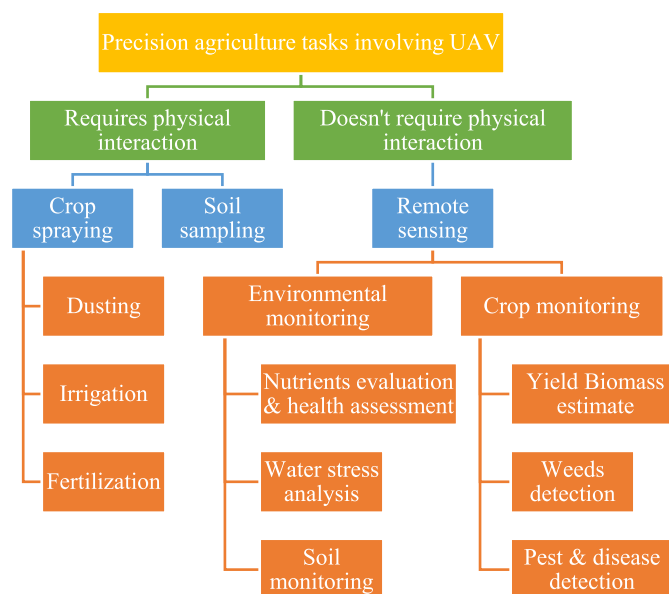 Precision agriculture tasks involving UAV
Requires physical
interaction
Doesn't require physical
interaction
Crop
spraying
Soil
sampling
Remote
sensing
Dusting
Irrigation
Fertilization
Environmental
monitoring
Nutrients evaluation
& health assessment
Water stress
analysis
Soil
monitoring
Crop monitoring
Yield Biomass
estimate
Weeds
detection
Pest & disease
detection